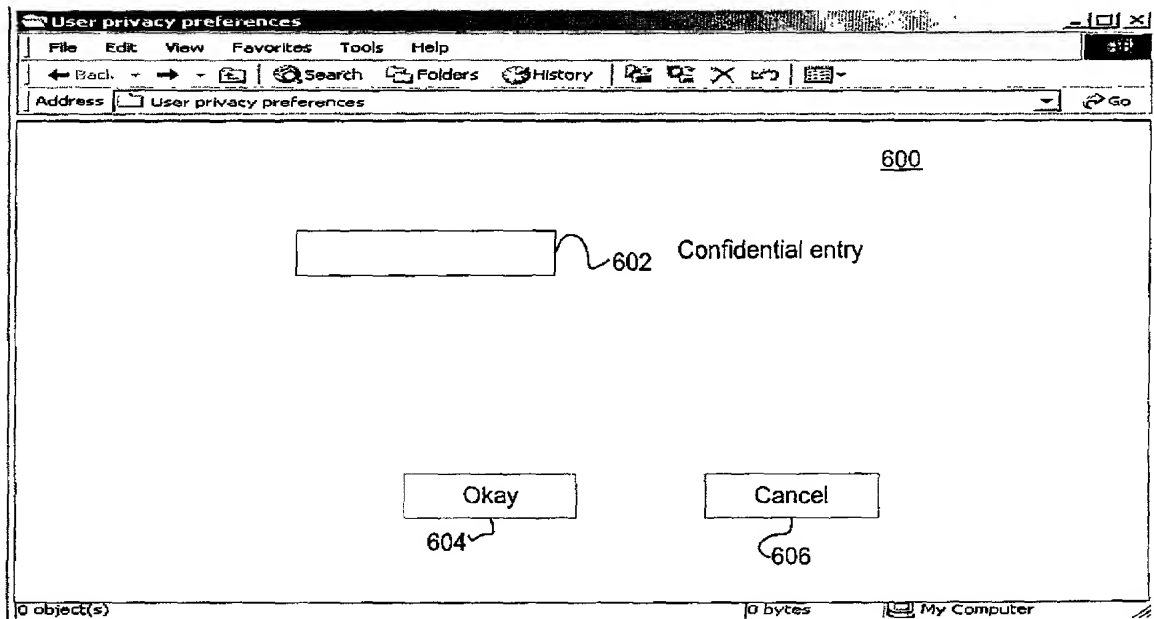 User privacy preferences
File Edit View Favorites Tools Help
Back Search Folders History
Address User privacy preferences Go
600
602 Confidential entry
Okay Cancel
604 606
0 object(s) 0 bytes My Computer